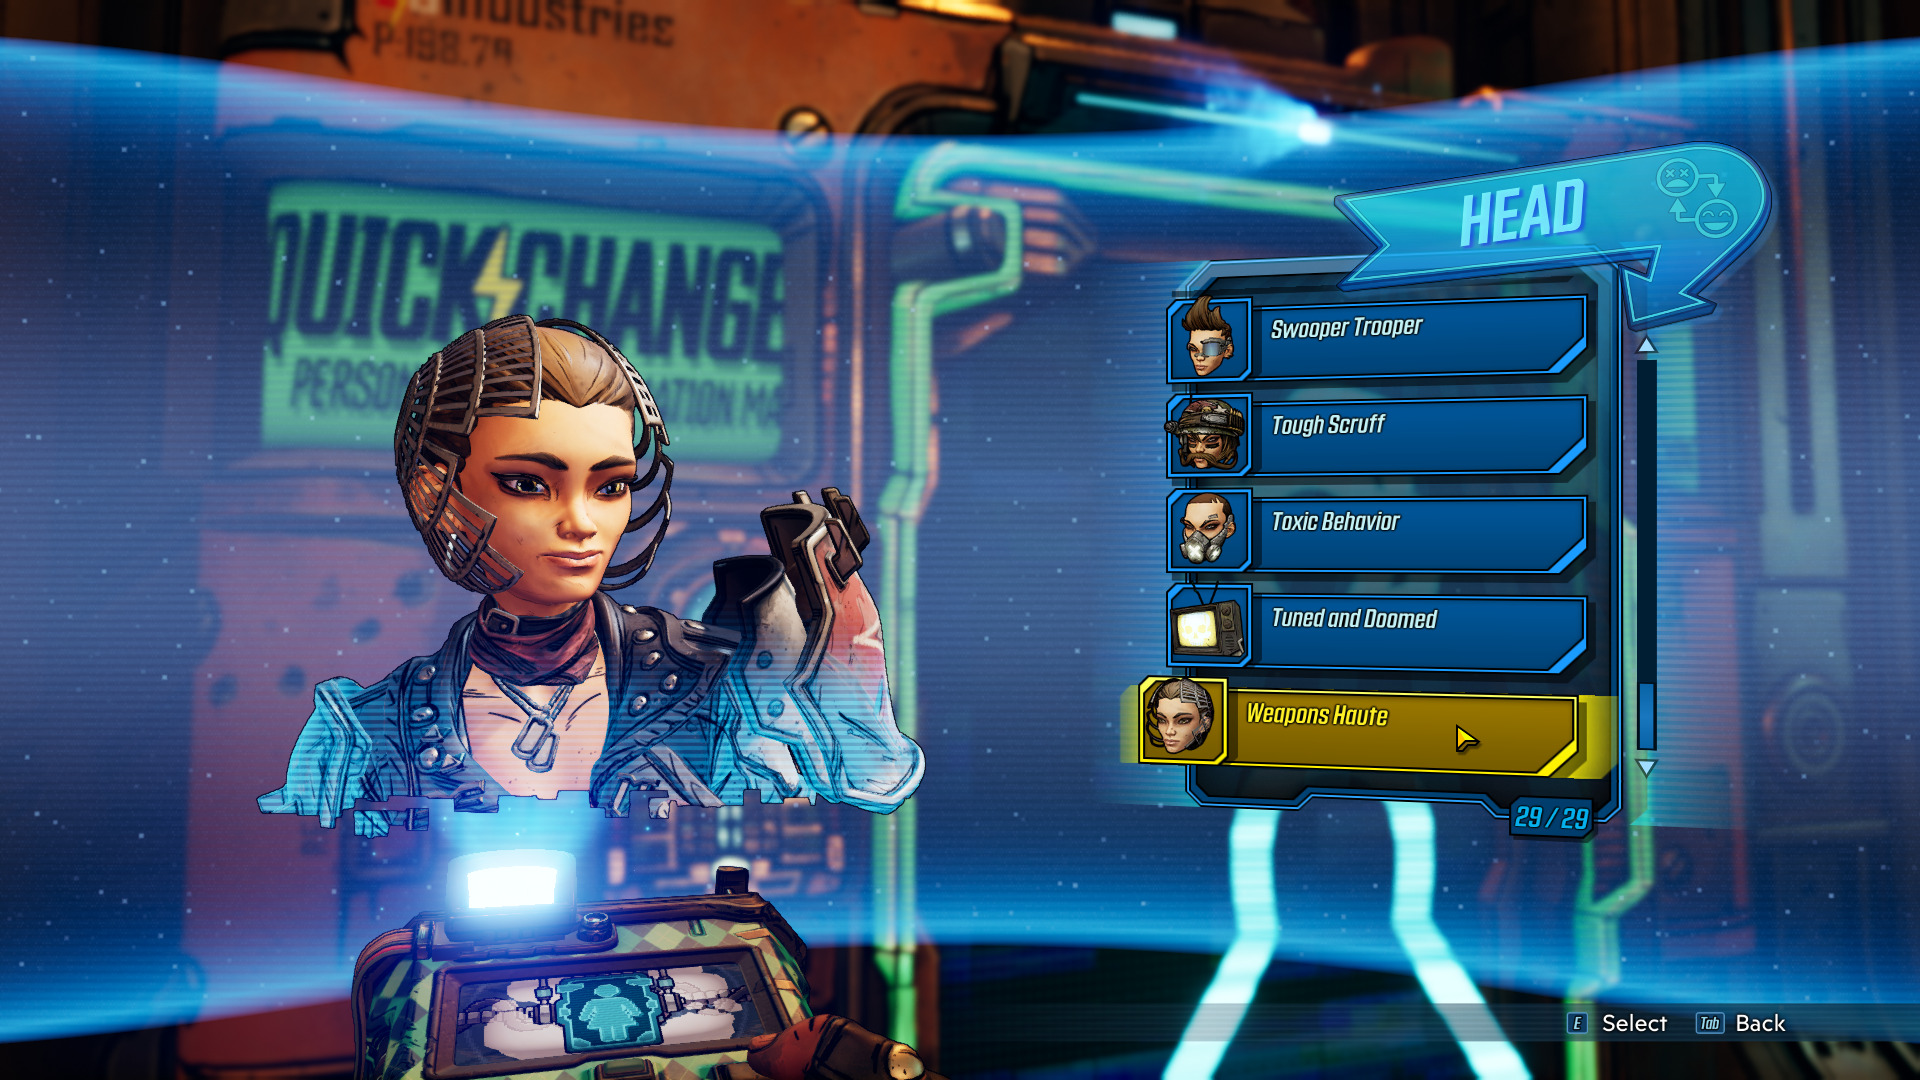 Industries
P-198.79
QUICK CHANGE
HEAD
Swooper Trooper
Tough Scruff
Toxic Behavior
Tuned and Doomed
Weapons Haute
29 / 29
E Select Tab Back